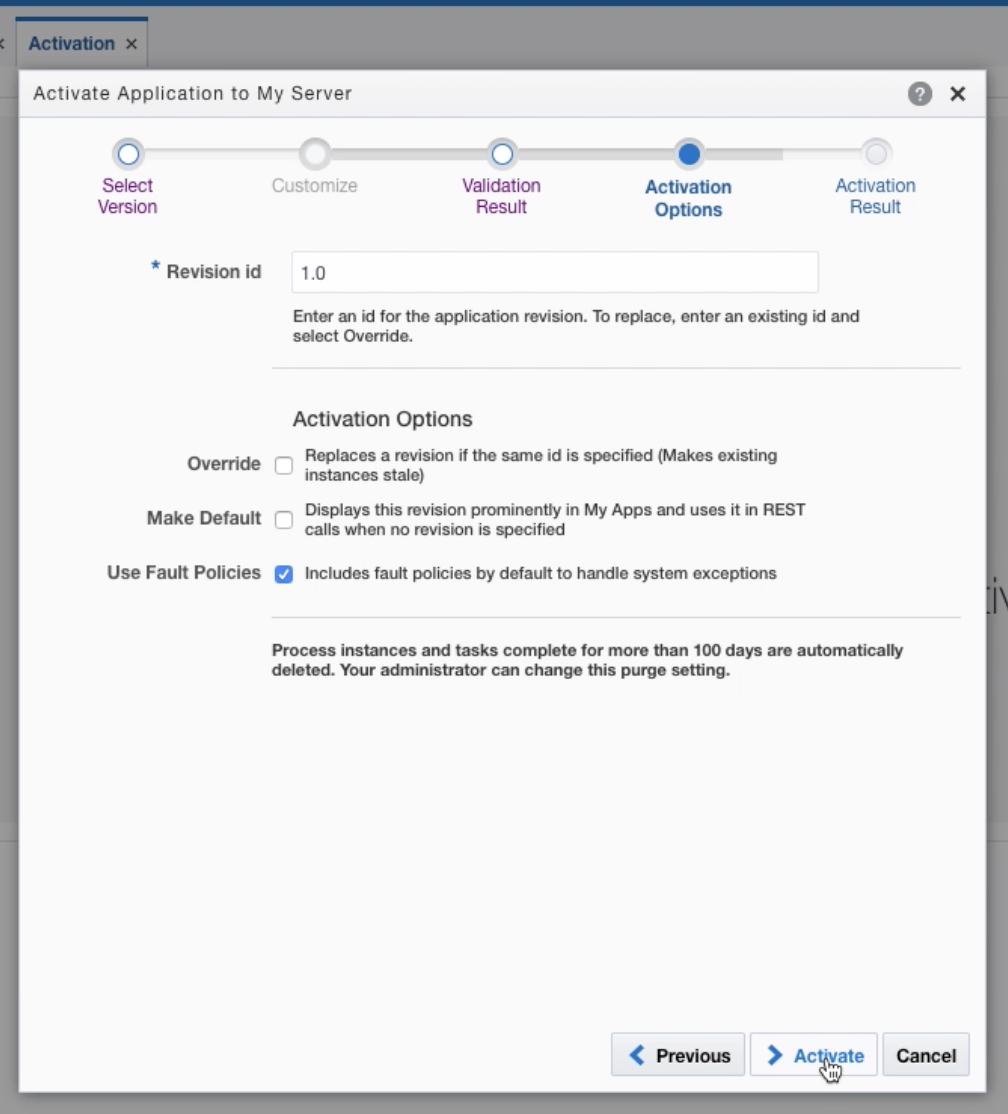 Activation ×
Activate Application to My Server
Select
Version
Customize
Validation
Result
Activation
Options
Activation
Result
* Revision id
1.0
Enter an id for the application revision. To replace, enter an existing id and
select Override.
Activation Options
Override
Replaces a revision if the same id is specified (Makes existing
instances stale)
Make Default
Displays this revision prominently in My Apps and uses it in REST
calls when no revision is specified
Use Fault Policies
Includes fault policies by default to handle system exceptions
Process instances and tasks complete for more than 100 days are automatically
deleted. Your administrator can change this purge setting.
Previous
Activate
Cancel